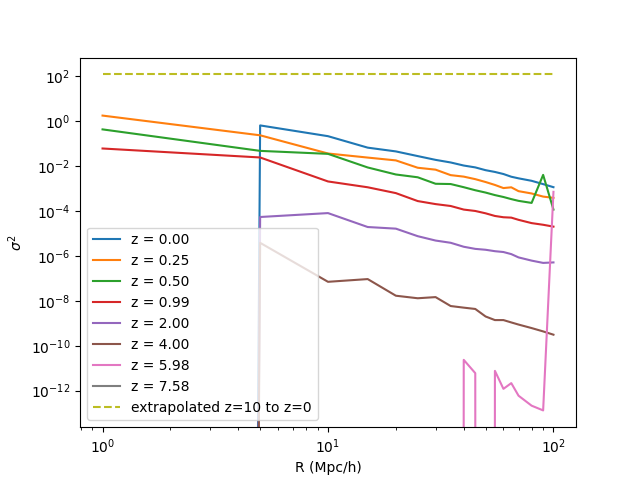 10²
10⁰
10⁻²
10⁻⁴
10⁻⁶
10⁻⁸
10⁻¹⁰
10⁻¹²
σ²
z = 0.00
z = 0.25
z = 0.50
z = 0.99
z = 2.00
z = 4.00
z = 5.98
z = 7.58
extrapolated z=10 to z=0
10⁰ 10¹ 10²
R (Mpc/h)